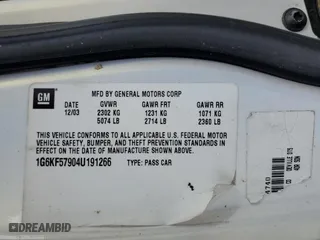 GM
MFD BY GENERAL MOTORS CORP
DATE GVWR GAWR FRT GAWR RR
12/03 2302 KG 1231 KG 1071 KG
5074 LB 2714 LB 2360 LB
THIS VEHICLE CONFORMS TO ALL APPLICABLE U.S. FEDERAL MOTOR
VEHICLE SAFETY, BUMPER, AND THEFT PREVENTION STANDARDS IN
EFFECT ON THE DATE OF MANUFACTURE SHOWN ABOVE.
1G6KF57904U191266 TYPE: PASS CAR
4740